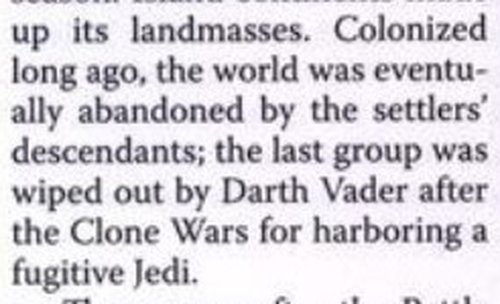 up its landmasses. Colonized
long ago, the world was eventu-
ally abandoned by the settlers'
descendants; the last group was
wiped out by Darth Vader after
the Clone Wars for harboring a
fugitive Jedi.